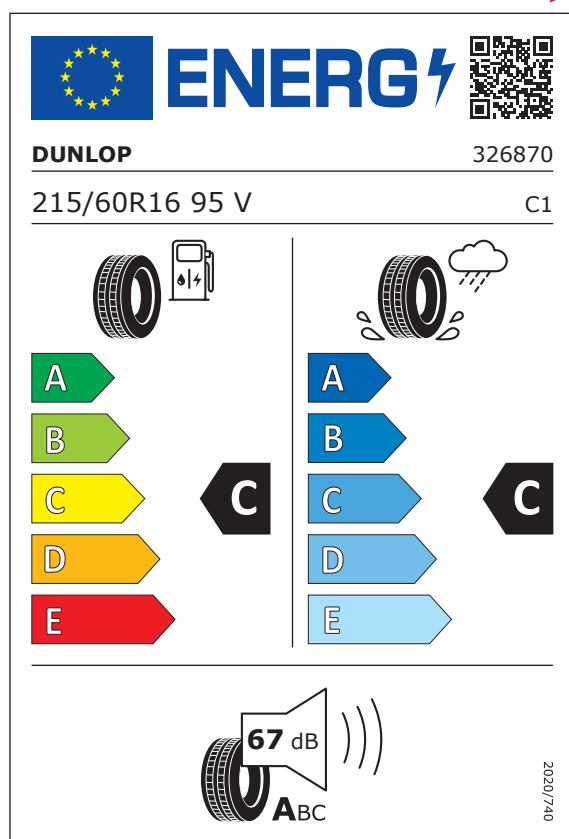 ENERG
DUNLOP 326870
215/60R16 95 V C1
A A
B B
C C C C
D D
E E
67 dB
ABC
2020/740